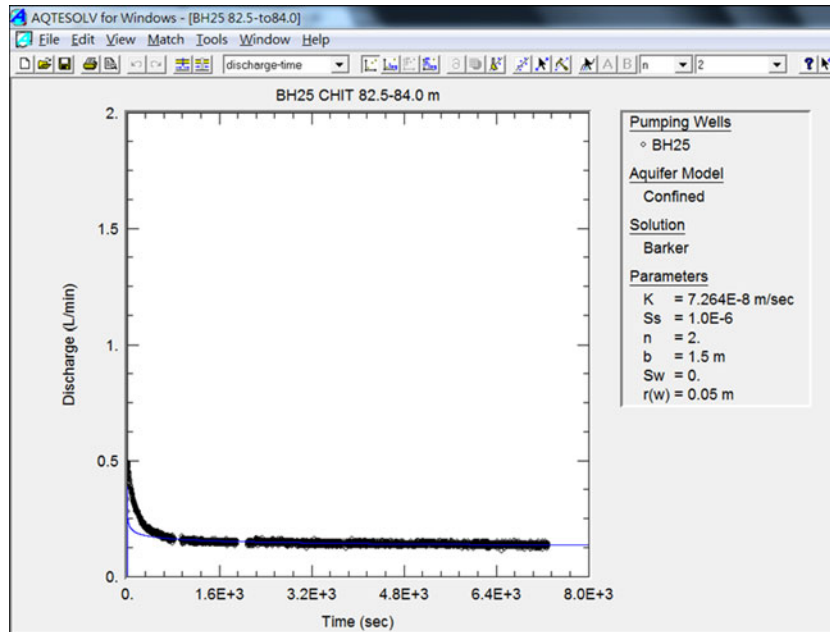 AQTESOLV for Windows - [BH25 82.5-to84.0]
File Edit View Match Tools Window Help
discharge-time
A B n 2
BH25 CHIT 82.5-84.0 m
2.
1.5
1.
0.5
0.
Discharge (L/min)
0. 1.6E+3 3.2E+3 4.8E+3 6.4E+3 8.0E+3
Time (sec)
Pumping Wells
BH25
Aquifer Model
Confined
Solution
Barker
Parameters
K = 7.264E-8 m/sec
Ss = 1.0E-6
n = 2.
b = 1.5 m
Sw = 0.
r(w) = 0.05 m